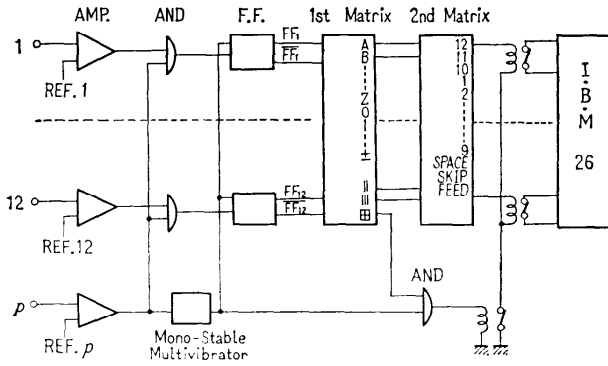 AMP. AND F.F. 1st Matrix 2nd Matrix
1
REF.1
FF1
FF1
A
B
Z
0
1
±
=
≡
⊞
12
11
10
1
2
9
SPACE
SKIP
FEED
I.B.M
26
12
REF.12
FF12
FF12
AND
p
REF.p
Mono-Stable
Multivibrator